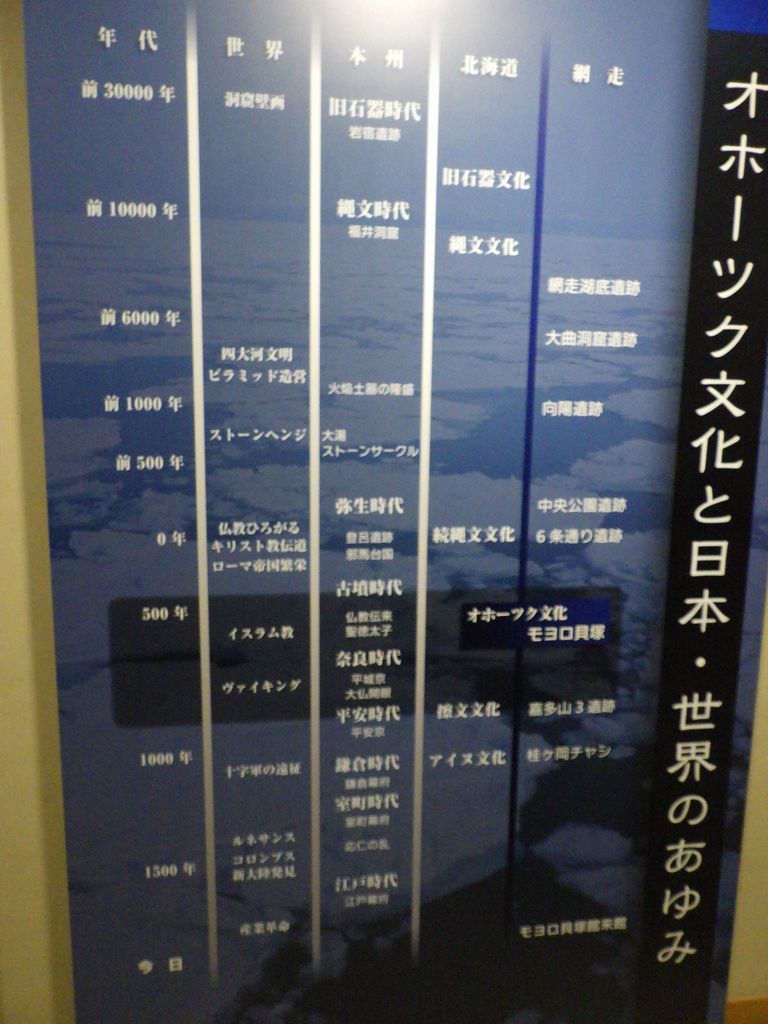 オホーツク文化と日本・世界のあゆみ
年代 世界 本州 北海道 網走
前 30000 年 洞窟壁画 旧石器時代
岩宿遺跡
旧石器文化
前 10000 年 縄文時代
福井洞窟 縄文文化
網走湖底遺跡
前 6000 年 大曲洞窟遺跡
四大河文明
ピラミッド造営 火焔土器の隆盛
前 1000 年 向陽遺跡
ストーンヘンジ 大湯
ストーンサークル
前 500 年
弥生時代 中央公園遺跡
0 年 仏教ひろがる 登呂遺跡 続縄文文化 6条通り遺跡
キリスト教伝道 邪馬台国
ローマ帝国繁栄
古墳時代
500 年 仏教伝来 オホーツク文化
イスラム教 聖徳太子 モヨロ貝塚
奈良時代
ヴァイキング 平城京
大仏開眼
平安時代 擦文文化 嘉多山3遺跡
平安京
1000 年 十字軍の遠征 鎌倉時代 アイヌ文化 桂ヶ岡チャシ
鎌倉幕府
室町時代
室町幕府
ルネサンス 応仁の乱
コロンブス
1500 年 新大陸発見 江戸時代
江戸幕府
産業革命 モヨロ貝塚館来館
今日